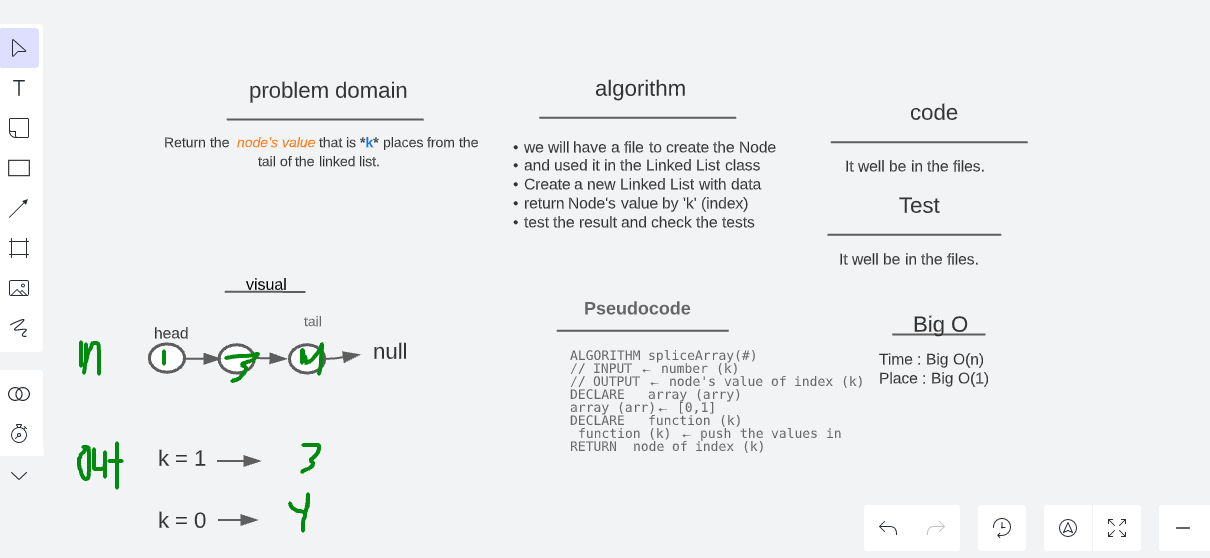 T
problem domain
Return the node's value that is *k* places from the
tail of the linked list.
algorithm
• we will have a file to create the Node
• and used it in the Linked List class
• Create a new Linked List with data
• return Node's value by 'k' (index)
• test the result and check the tests
code
It well be in the files.
Test
It well be in the files.
visual
head
tail
in
1
3
4
null
out
k = 1
3
k = 0
4
Pseudocode
ALGORITHM spliceArray(#)
// INPUT ← number (k)
// OUTPUT ← node's value of index (k)
DECLARE array (arry)
array (arr)← [0,1]
DECLARE function (k)
function (k) ← push the values in
RETURN node of index (k)
Big O
Time : Big O(n)
Place : Big O(1)